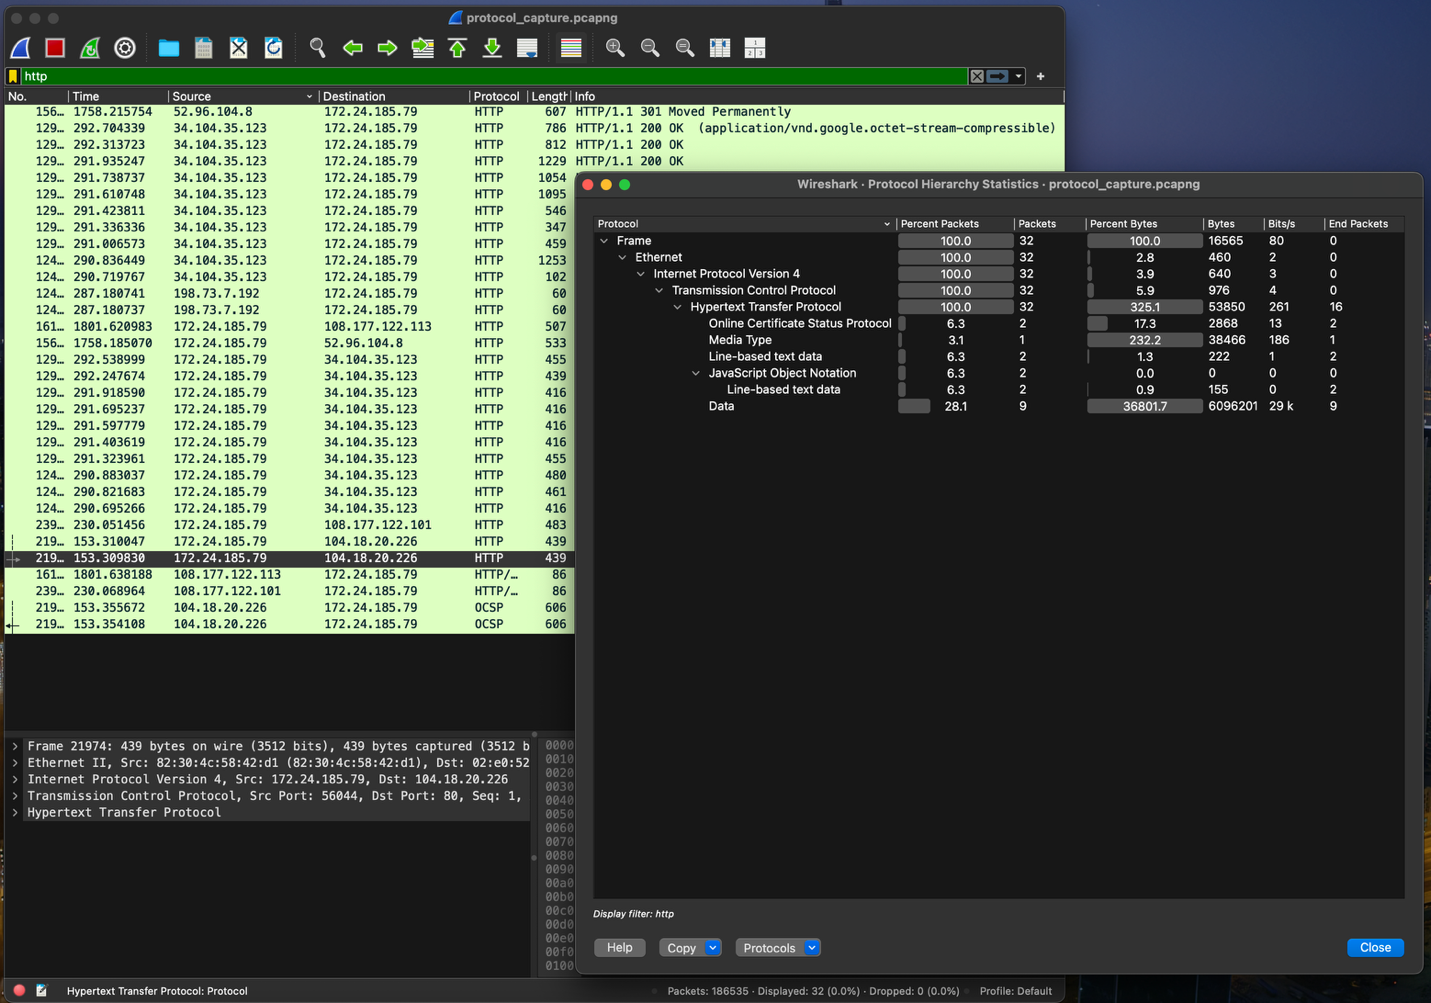 protocol_capture.pcapng
http
No. Time Source Destination Protocol Length Info
156… 1758.215754 52.96.104.8 172.24.185.79 HTTP 607 HTTP/1.1 301 Moved Permanently
129… 292.704339 34.104.35.123 172.24.185.79 HTTP 786 HTTP/1.1 200 OK (application/vnd.google.octet-stream-compressible)
129… 292.313723 34.104.35.123 172.24.185.79 HTTP 812 HTTP/1.1 200 OK
129… 291.935247 34.104.35.123 172.24.185.79 HTTP 1229 HTTP/1.1 200 OK
129… 291.738737 34.104.35.123 172.24.185.79 HTTP 1054
129… 291.610748 34.104.35.123 172.24.185.79 HTTP 1095
129… 291.423811 34.104.35.123 172.24.185.79 HTTP 546
129… 291.336336 34.104.35.123 172.24.185.79 HTTP 347
129… 291.006573 34.104.35.123 172.24.185.79 HTTP 459
124… 290.836449 34.104.35.123 172.24.185.79 HTTP 1253
124… 290.719767 34.104.35.123 172.24.185.79 HTTP 102
124… 287.180741 198.73.7.192 172.24.185.79 HTTP 60
124… 287.180737 198.73.7.192 172.24.185.79 HTTP 60
161… 1801.620983 172.24.185.79 108.177.122.113 HTTP 507
156… 1758.185070 172.24.185.79 52.96.104.8 HTTP 533
129… 292.538999 172.24.185.79 34.104.35.123 HTTP 455
129… 292.247674 172.24.185.79 34.104.35.123 HTTP 439
129… 291.918590 172.24.185.79 34.104.35.123 HTTP 416
129… 291.695237 172.24.185.79 34.104.35.123 HTTP 416
129… 291.597779 172.24.185.79 34.104.35.123 HTTP 416
129… 291.403619 172.24.185.79 34.104.35.123 HTTP 416
129… 291.323961 172.24.185.79 34.104.35.123 HTTP 455
124… 290.883037 172.24.185.79 34.104.35.123 HTTP 480
124… 290.821683 172.24.185.79 34.104.35.123 HTTP 461
124… 290.695266 172.24.185.79 34.104.35.123 HTTP 416
239… 230.051456 172.24.185.79 108.177.122.101 HTTP 483
219… 153.310047 172.24.185.79 104.18.20.226 HTTP 439
219… 153.309830 172.24.185.79 104.18.20.226 HTTP 439
161… 1801.638188 108.177.122.113 172.24.185.79 HTTP/… 86
239… 230.068964 108.177.122.101 172.24.185.79 HTTP/… 86
219… 153.355672 104.18.20.226 172.24.185.79 OCSP 606
219… 153.354108 104.18.20.226 172.24.185.79 OCSP 606
Frame 21974: 439 bytes on wire (3512 bits), 439 bytes captured (3512 b
Ethernet II, Src: 82:30:4c:58:42:d1 (82:30:4c:58:42:d1), Dst: 02:e0:52
Internet Protocol Version 4, Src: 172.24.185.79, Dst: 104.18.20.226
Transmission Control Protocol, Src Port: 56044, Dst Port: 80, Seq: 1,
Hypertext Transfer Protocol
0000
0010
0020
0030
0040
0050
0060
0070
0080
0090
00a0
00b0
00c0
00d0
00e0
00f0
0100
Hypertext Transfer Protocol: Protocol
Packets: 186535 · Displayed: 32 (0.0%) · Dropped: 0 (0.0%)
Profile: Default
Wireshark · Protocol Hierarchy Statistics · protocol_capture.pcapng
Protocol Percent Packets Packets Percent Bytes Bytes Bits/s End Packets
Frame 100.0 32 100.0 16565 80 0
Ethernet 100.0 32 2.8 460 2 0
Internet Protocol Version 4 100.0 32 3.9 640 3 0
Transmission Control Protocol 100.0 32 5.9 976 4 0
Hypertext Transfer Protocol 100.0 32 325.1 53850 261 16
Online Certificate Status Protocol 6.3 2 17.3 2868 13 2
Media Type 3.1 1 232.2 38466 186 1
Line-based text data 6.3 2 1.3 222 1 2
JavaScript Object Notation 6.3 2 0.0 0 0 0
Line-based text data 6.3 2 0.9 155 0 2
Data 28.1 9 36801.7 6096201 29 k 9
Display filter: http
Help
Copy
Protocols
Close